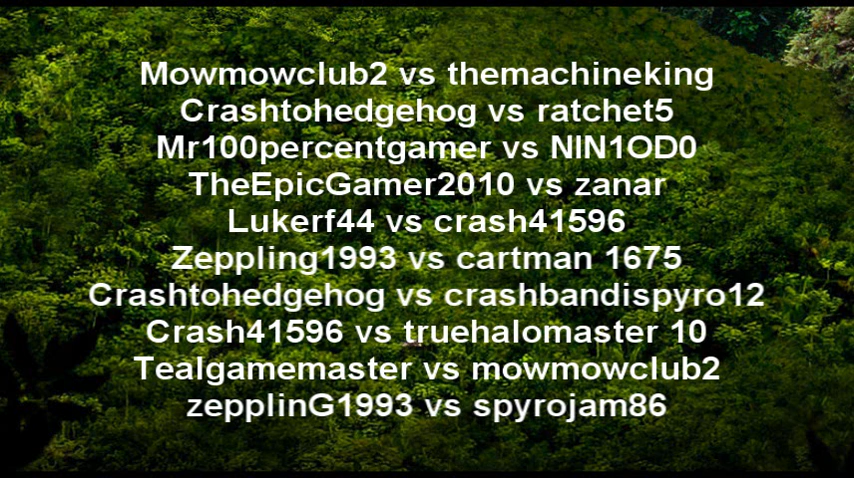 Mowmowclub2 vs themachineking
Crashtohedgehog vs ratchet5
Mr100percentgamer vs NIN1OD0
TheEpicGamer2010 vs zanar
Lukerf44 vs crash41596
Zeppling1993 vs cartman 1675
Crashtohedgehog vs crashbandispyro12
Crash41596 vs truehalomaster 10
Tealgamemaster vs mowmowclub2
zepplinG1993 vs spyrojam86